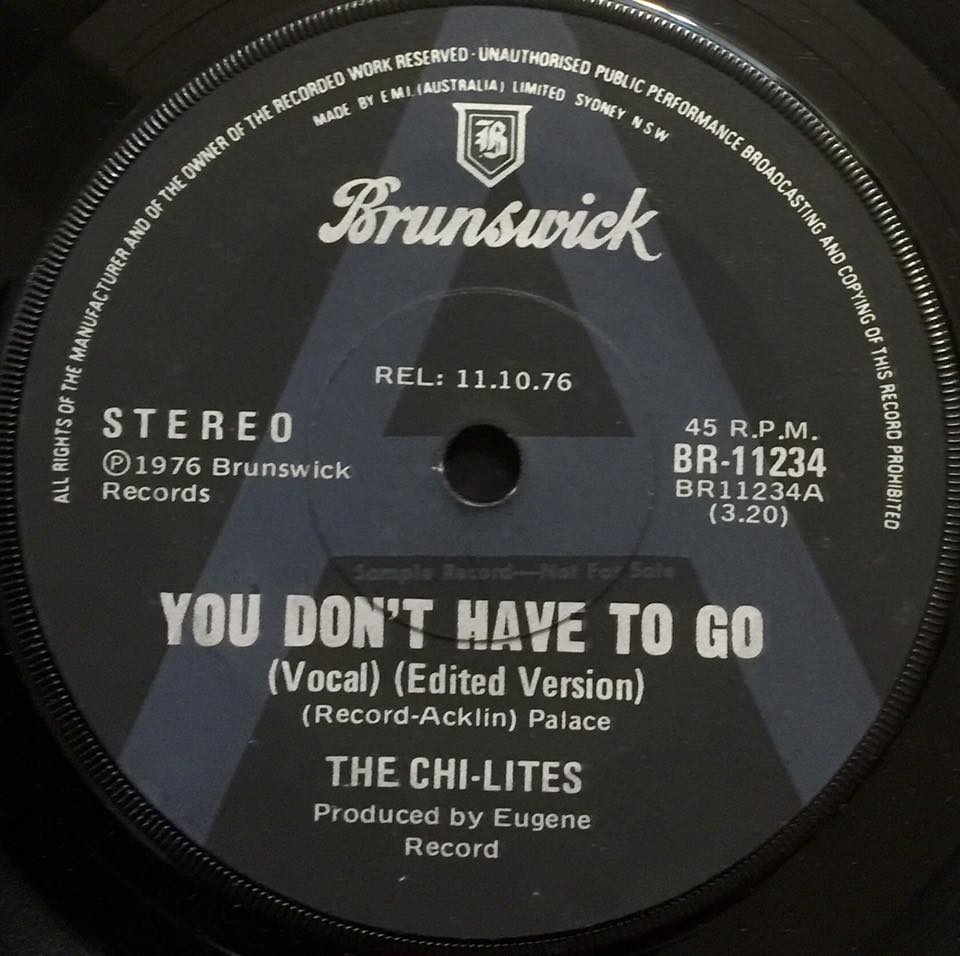 ALL RIGHTS OF THE MANUFACTURER AND OF THE OWNER OF THE RECORDED WORK RESERVED · UNAUTHORISED PUBLIC PERFORMANCE BROADCASTING AND COPYING OF THIS RECORD PROHIBITED
MADE BY E.M.I. (AUSTRALIA) LIMITED SYDNEY N S W
B
Brunswick
A
REL: 11.10.76
STEREO
Ⓟ1976 Brunswick
Records
45 R.P.M.
BR-11234
BR11234A
(3.20)
Sample Record—Not For Sale
YOU DON'T HAVE TO GO
(Vocal) (Edited Version)
(Record-Acklin) Palace
THE CHI-LITES
Produced by Eugene
Record